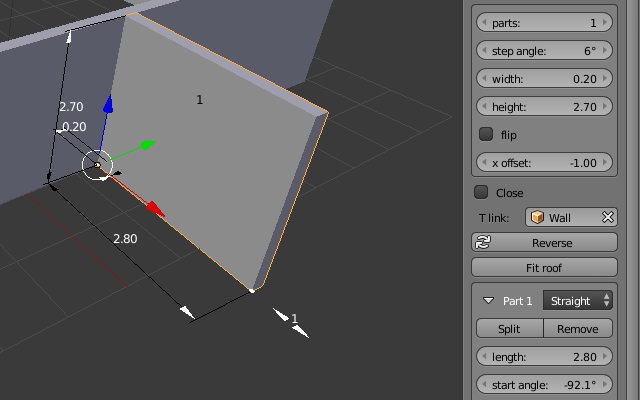 1
2.70
0.20
2.80
1
parts: 1
step angle: 6°
width: 0.20
height: 2.70
flip
x offset: -1.00
Close
T link: Wall
Reverse
Fit roof
Part 1 Straight
Split Remove
length: 2.80
start angle: -92.1°